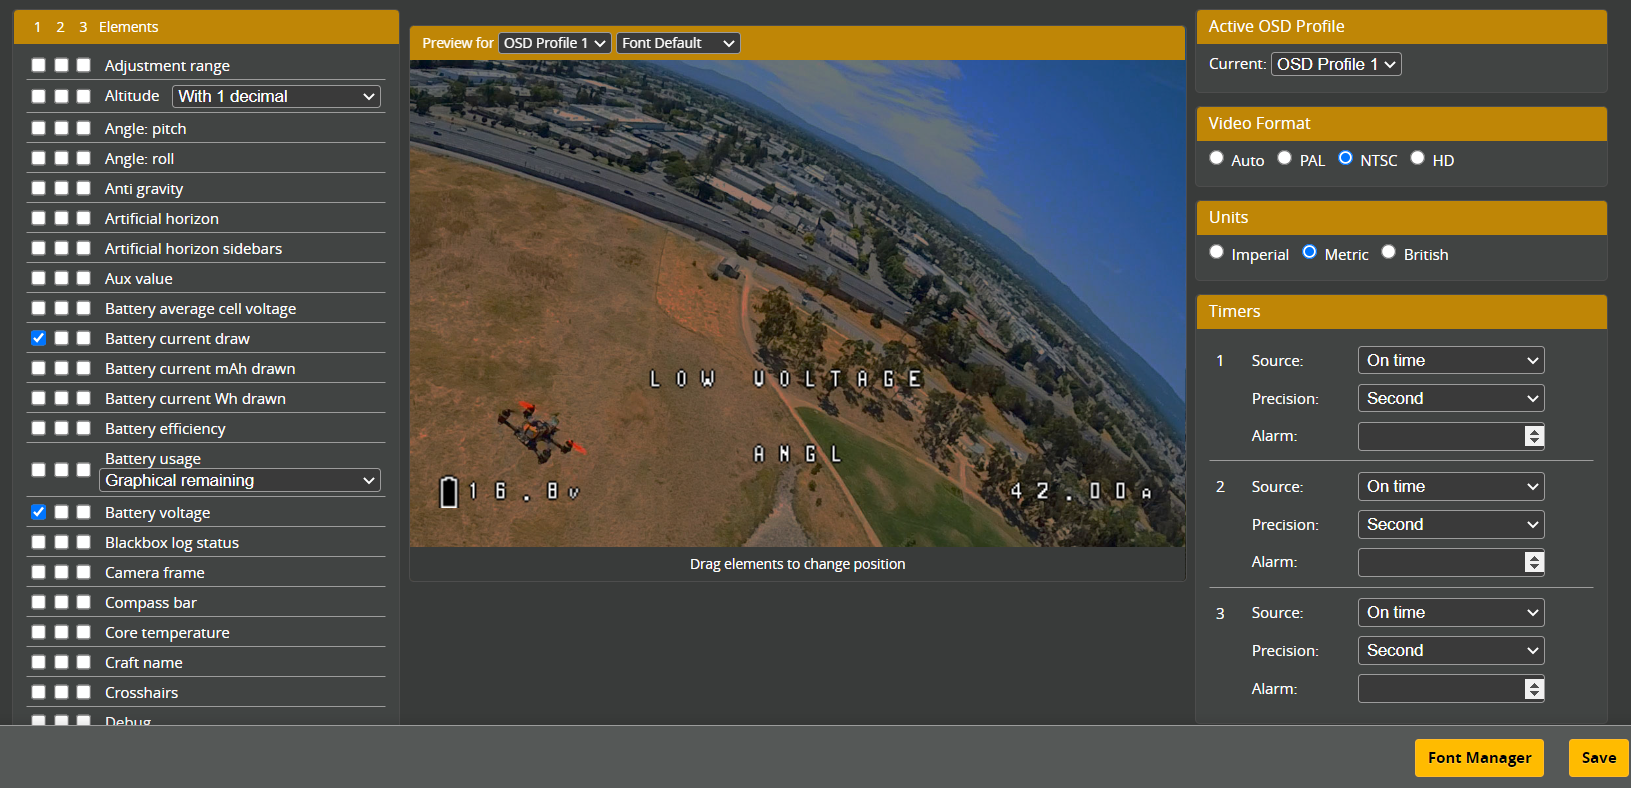 1 2 3 Elements
Adjustment range
Altitude With 1 decimal
Angle: pitch
Angle: roll
Anti gravity
Artificial horizon
Artificial horizon sidebars
Aux value
Battery average cell voltage
Battery current draw
Battery current mAh drawn
Battery current Wh drawn
Battery efficiency
Battery usage
Graphical remaining
Battery voltage
Blackbox log status
Camera frame
Compass bar
Core temperature
Craft name
Crosshairs
Debug
Preview for OSD Profile 1 Font Default
LOW VOLTAGE
ANGL
16.8V 42.00A
Drag elements to change position
Active OSD Profile
Current: OSD Profile 1
Video Format
Auto PAL NTSC HD
Units
Imperial Metric British
Timers
1 Source: On time
Precision: Second
Alarm:
2 Source: On time
Precision: Second
Alarm:
3 Source: On time
Precision: Second
Alarm:
Font Manager Save